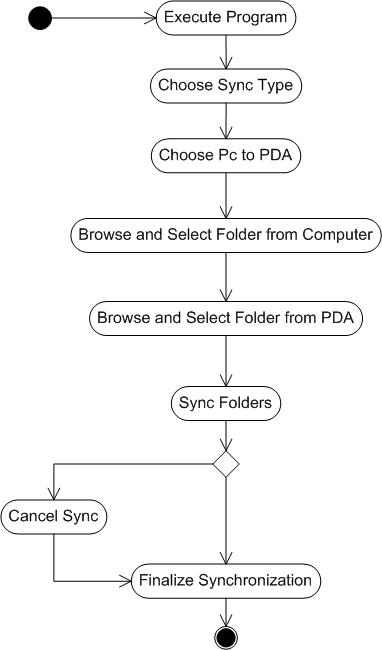 Execute Program
Choose Sync Type
Choose Pc to PDA
Browse and Select Folder from Computer
Browse and Select Folder from PDA
Sync Folders
Cancel Sync
Finalize Synchronization